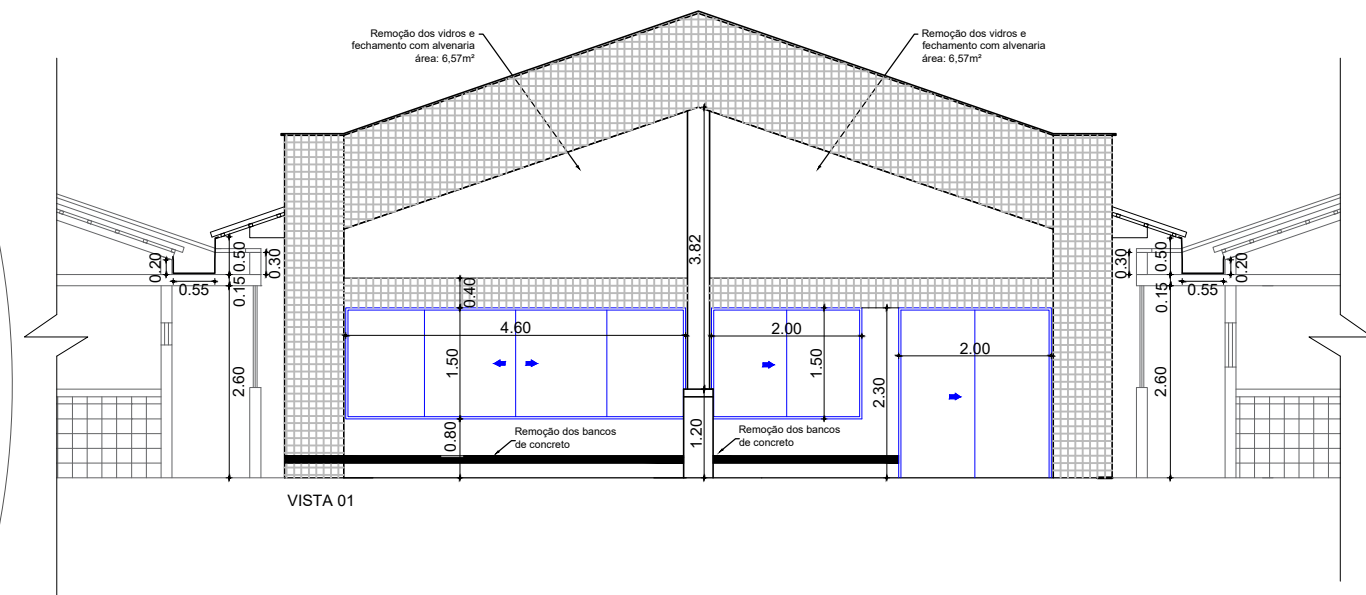 Remoção dos vidros e
fechamento com alvenaria
área: 6,57m²
Remoção dos vidros e
fechamento com alvenaria
área: 6,57m²
0.20
0.55
0.15
0.50
0.30
2.60
0.40
4.60
1.50
0.80
3.82
1.20
2.00
1.50
2.30
2.00
0.30
0.50
0.15
0.20
0.55
2.60
Remoção dos bancos
de concreto
Remoção dos bancos
de concreto
VISTA 01